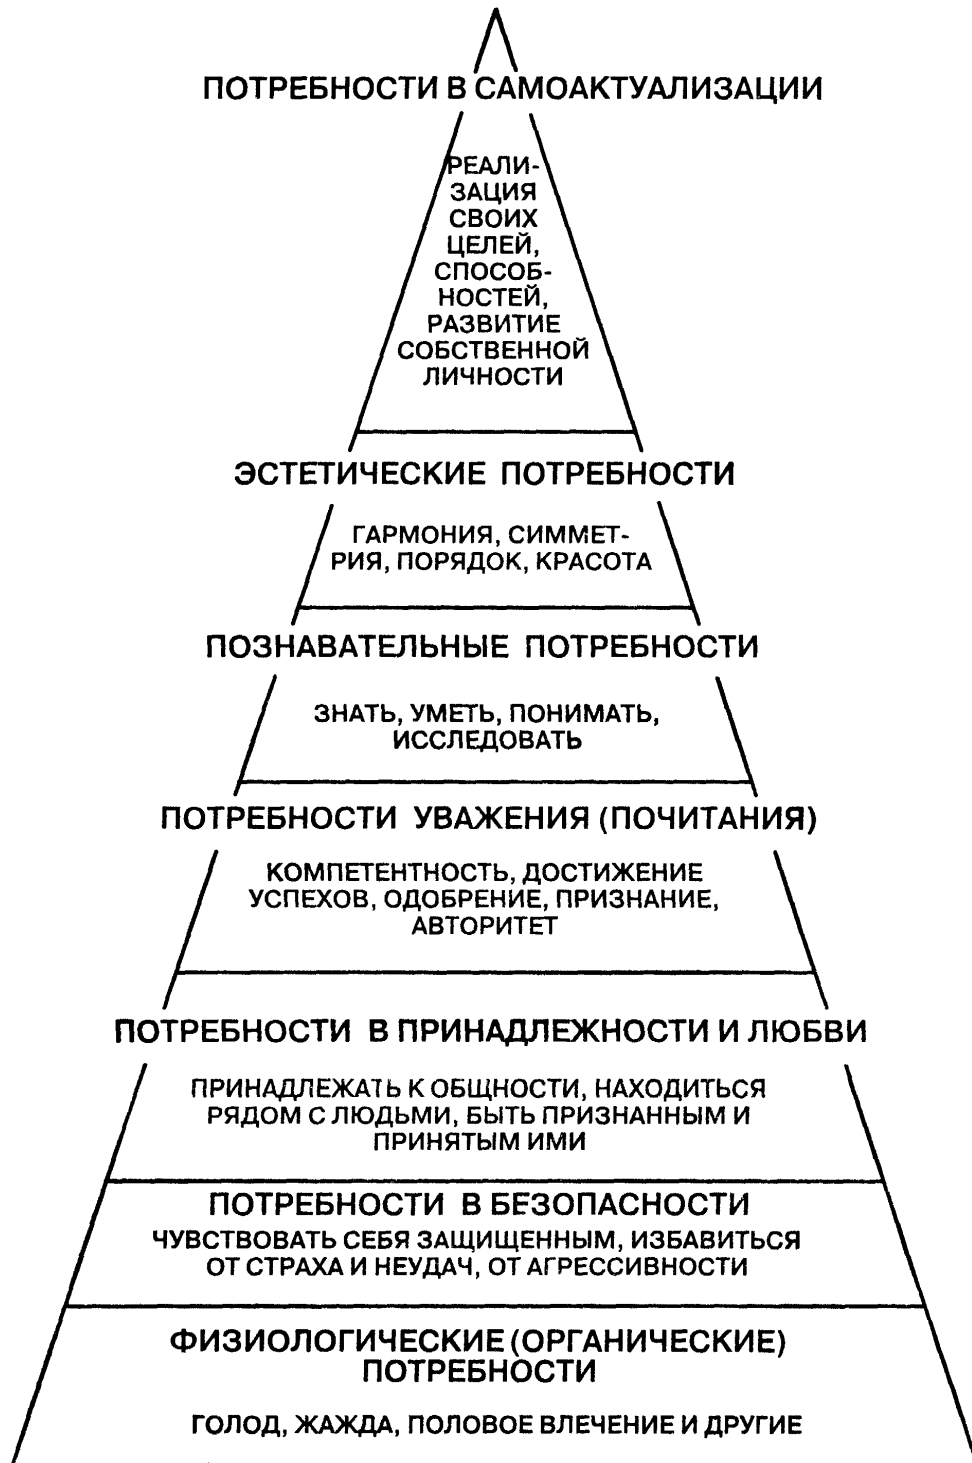 ПОТРЕБНОСТИ В САМОАКТУАЛИЗАЦИИ
РЕАЛИ-
ЗАЦИЯ
СВОИХ
ЦЕЛЕЙ,
СПОСОБ-
НОСТЕЙ,
РАЗВИТИЕ
СОБСТВЕННОЙ
ЛИЧНОСТИ
ЭСТЕТИЧЕСКИЕ ПОТРЕБНОСТИ
ГАРМОНИЯ, СИММЕТ-
РИЯ, ПОРЯДОК, КРАСОТА
ПОЗНАВАТЕЛЬНЫЕ ПОТРЕБНОСТИ
ЗНАТЬ, УМЕТЬ, ПОНИМАТЬ,
ИССЛЕДОВАТЬ
ПОТРЕБНОСТИ УВАЖЕНИЯ (ПОЧИТАНИЯ)
КОМПЕТЕНТНОСТЬ, ДОСТИЖЕНИЕ
УСПЕХОВ, ОДОБРЕНИЕ, ПРИЗНАНИЕ,
АВТОРИТЕТ
ПОТРЕБНОСТИ В ПРИНАДЛЕЖНОСТИ И ЛЮБВИ
ПРИНАДЛЕЖАТЬ К ОБЩНОСТИ, НАХОДИТЬСЯ
РЯДОМ С ЛЮДЬМИ, БЫТЬ ПРИЗНАННЫМ И
ПРИНЯТЫМ ИМИ
ПОТРЕБНОСТИ В БЕЗОПАСНОСТИ
ЧУВСТВОВАТЬ СЕБЯ ЗАЩИЩЕННЫМ, ИЗБАВИТЬСЯ
ОТ СТРАХА И НЕУДАЧ, ОТ АГРЕССИВНОСТИ
ФИЗИОЛОГИЧЕСКИЕ (ОРГАНИЧЕСКИЕ)
ПОТРЕБНОСТИ
ГОЛОД, ЖАЖДА, ПОЛОВОЕ ВЛЕЧЕНИЕ И ДРУГИЕ